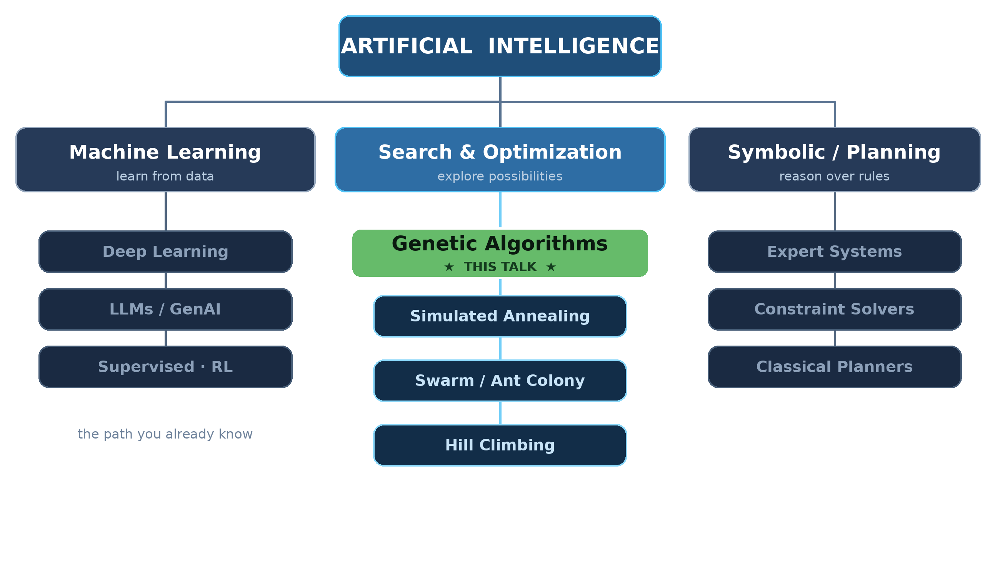 ARTIFICIAL INTELLIGENCE
Machine Learning
learn from data
Search & Optimization
explore possibilities
Symbolic / Planning
reason over rules
Deep Learning
LLMs / GenAI
Supervised · RL
the path you already know
Genetic Algorithms
★ THIS TALK ★
Simulated Annealing
Swarm / Ant Colony
Hill Climbing
Expert Systems
Constraint Solvers
Classical Planners